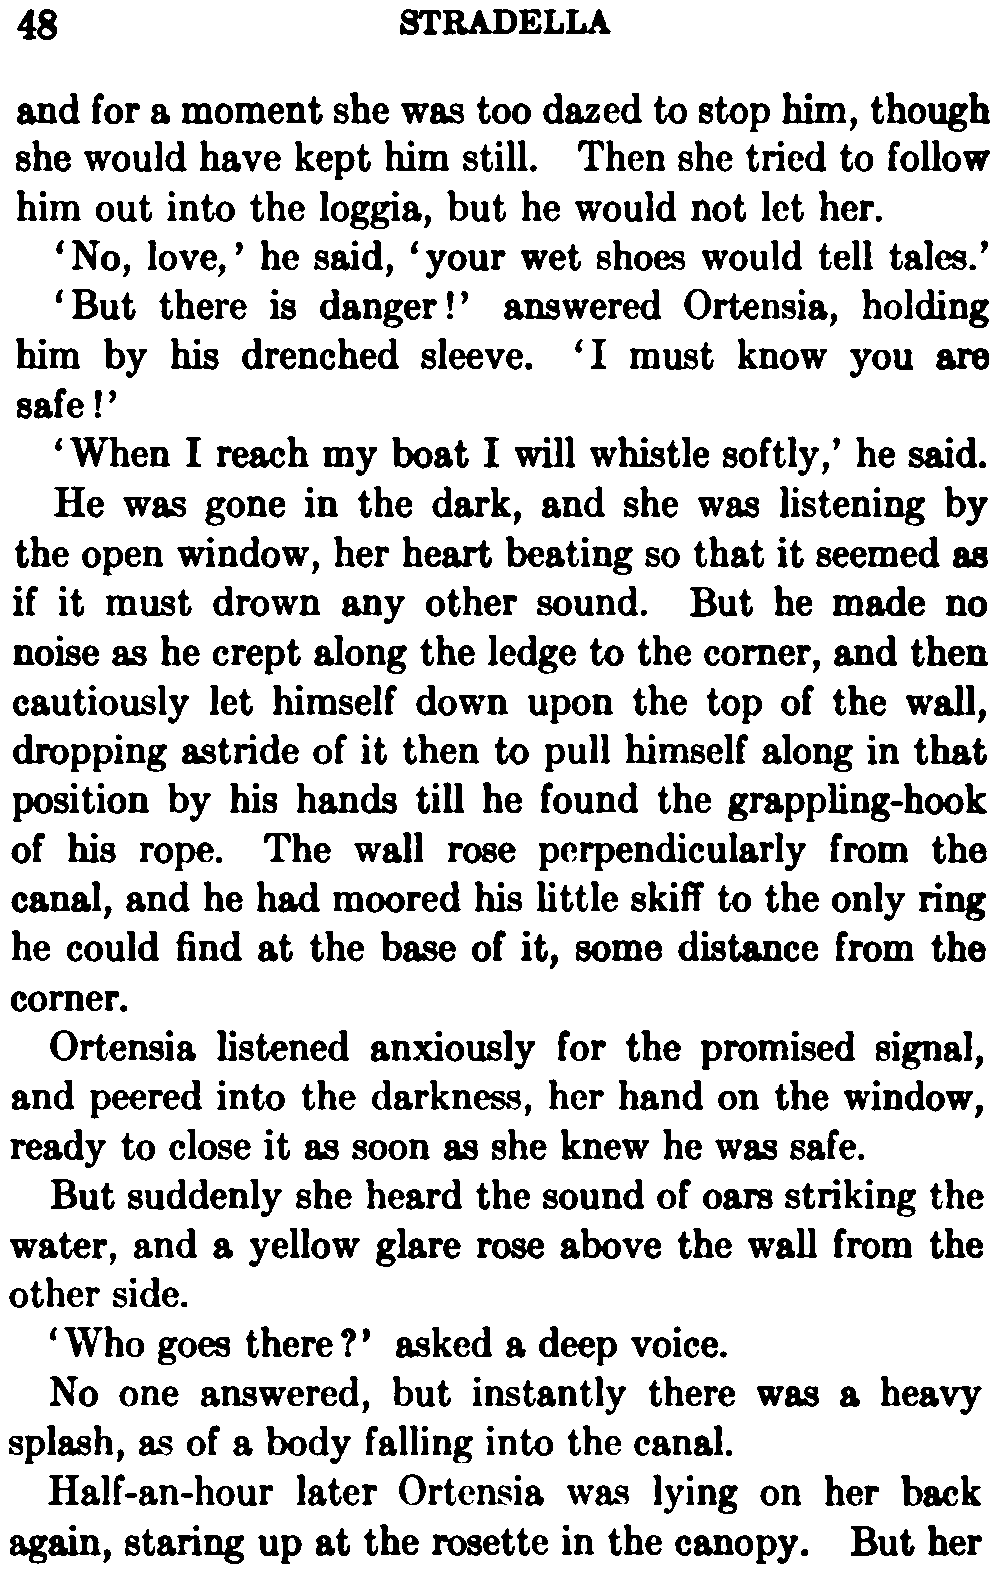 48 STRADELLA
and for a moment she was too dazed to stop him, though
she would have kept him still. Then she tried to follow
him out into the loggia, but he would not let her.
‘No, love,’ he said, ‘your wet shoes would tell tales.’
‘But there is danger!’ answered Ortensia, holding
him by his drenched sleeve. ‘I must know you are
safe!’
‘When I reach my boat I will whistle softly,’ he said.
He was gone in the dark, and she was listening by
the open window, her heart beating so that it seemed as
if it must drown any other sound. But he made no
noise as he crept along the ledge to the corner, and then
cautiously let himself down upon the top of the wall,
dropping astride of it then to pull himself along in that
position by his hands till he found the grappling-hook
of his rope. The wall rose perpendicularly from the
canal, and he had moored his little skiff to the only ring
he could find at the base of it, some distance from the
corner.
Ortensia listened anxiously for the promised signal,
and peered into the darkness, her hand on the window,
ready to close it as soon as she knew he was safe.
But suddenly she heard the sound of oars striking the
water, and a yellow glare rose above the wall from the
other side.
‘Who goes there?’ asked a deep voice.
No one answered, but instantly there was a heavy
splash, as of a body falling into the canal.
Half-an-hour later Ortensia was lying on her back
again, staring up at the rosette in the canopy. But her